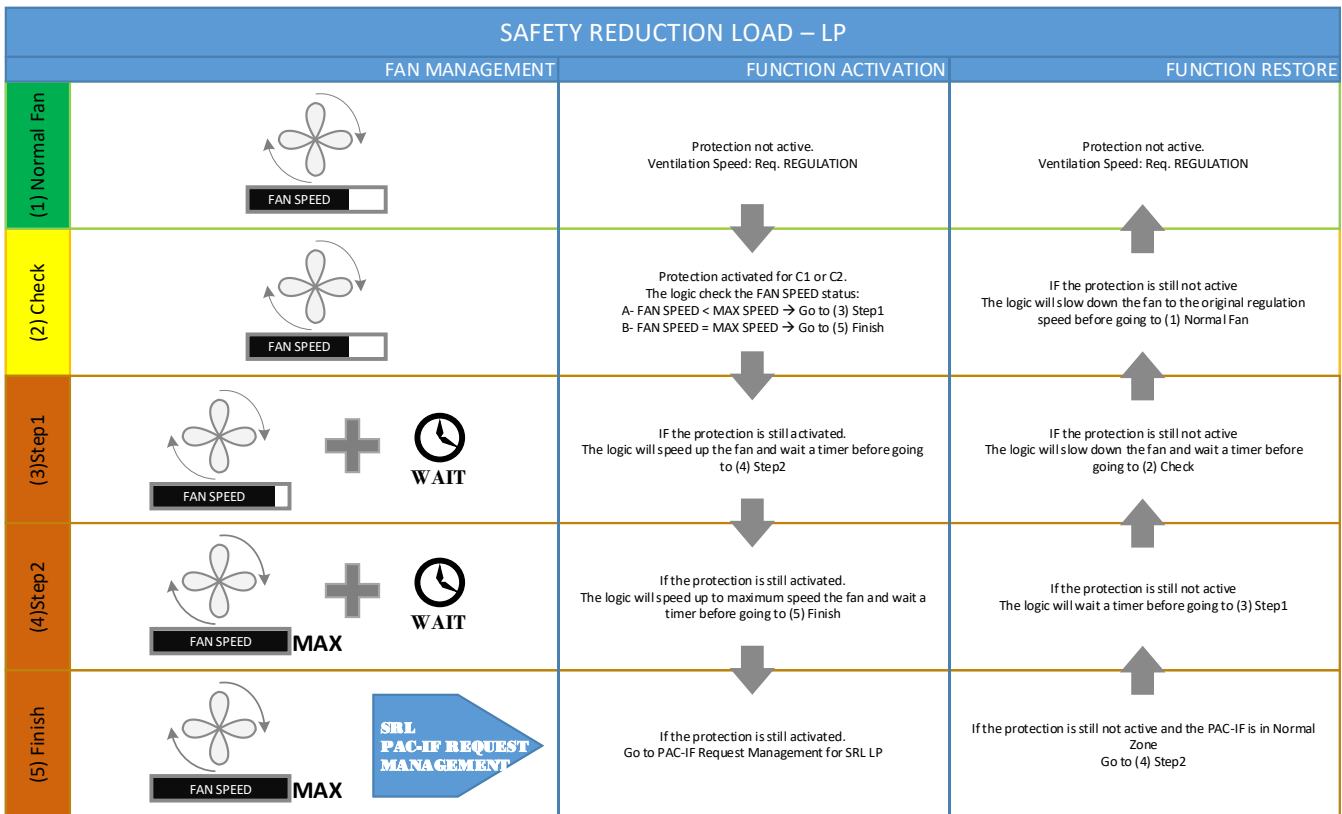 SAFETY REDUCTION LOAD – LP
FAN MANAGEMENT
FUNCTION ACTIVATION
FUNCTION RESTORE
(1) Normal Fan
FAN SPEED
Protection not active.
Ventilation Speed: Req. REGULATION
Protection not active.
Ventilation Speed: Req. REGULATION
(2) Check
FAN SPEED
Protection activated for C1 or C2.
The logic check the FAN SPEED status:
A- FAN SPEED < MAX SPEED → Go to (3) Step1
B- FAN SPEED = MAX SPEED → Go to (5) Finish
IF the protection is still not active
The logic will slow down the fan to the original regulation
speed before going to (1) Normal Fan
(3)Step1
FAN SPEED
WAIT
IF the protection is still activated.
The logic will speed up the fan and wait a timer before going
to (4) Step2
IF the protection is still not active
The logic will slow down the fan and wait a timer before
going to (2) Check
(4)Step2
FAN SPEED
MAX
WAIT
If the protection is still activated.
The logic will speed up to maximum speed the fan and wait a
timer before going to (5) Finish
If the protection is still not active
The logic will wait a timer before going to (3) Step1
(5) Finish
FAN SPEED
MAX
SRL
PAC-IF REQUEST
MANAGEMENT
If the protection is still activated.
Go to PAC-IF Request Management for SRL LP
If the protection is still not active and the PAC-IF is in Normal
Zone
Go to (4) Step2